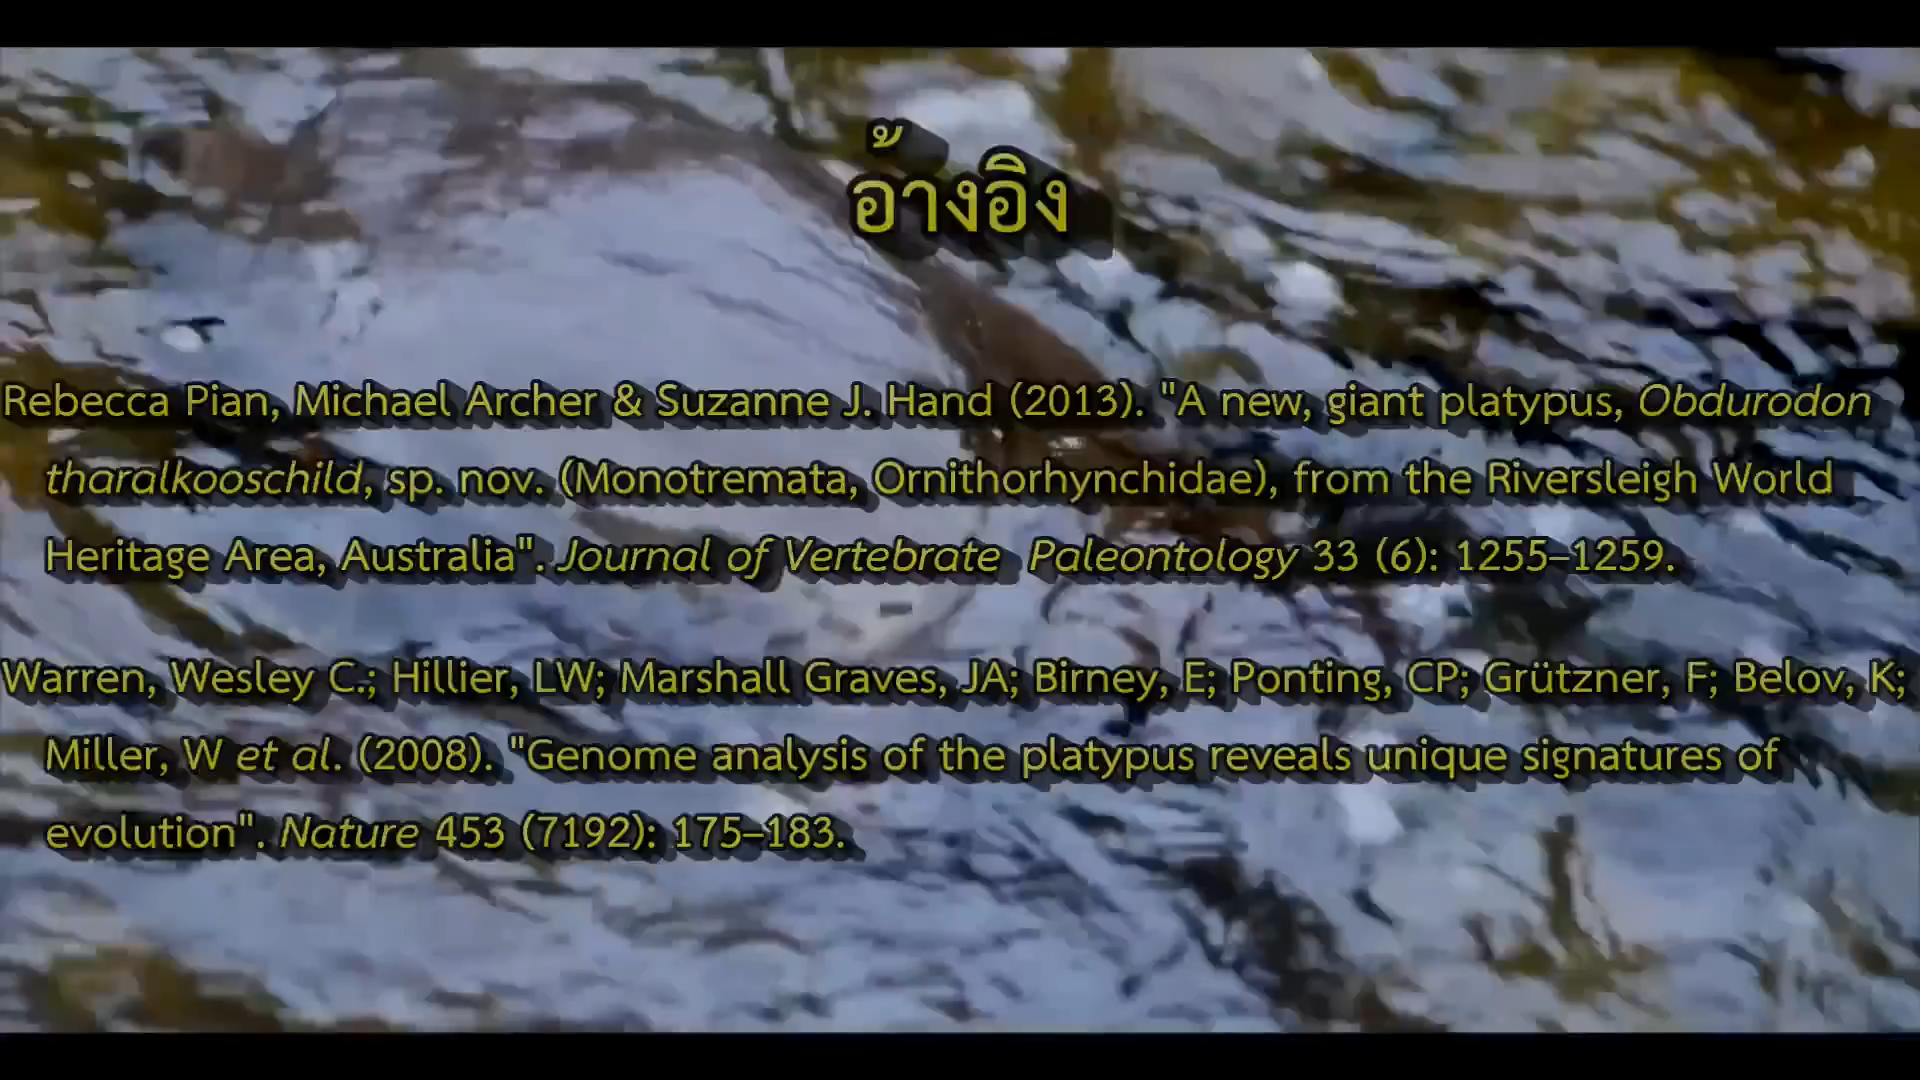 อ้างอิง
Rebecca Pian, Michael Archer & Suzanne J. Hand (2013). "A new, giant platypus, Obdurodon
tharalkooschild, sp. nov. (Monotremata, Ornithorhynchidae), from the Riversleigh World
Heritage Area, Australia". Journal of Vertebrate Paleontology 33 (6): 1255–1259.
Warren, Wesley C.; Hillier, LW; Marshall Graves, JA; Birney, E; Ponting, CP; Grützner, F; Belov, K;
Miller, W et al. (2008). "Genome analysis of the platypus reveals unique signatures of
evolution". Nature 453 (7192): 175–183.